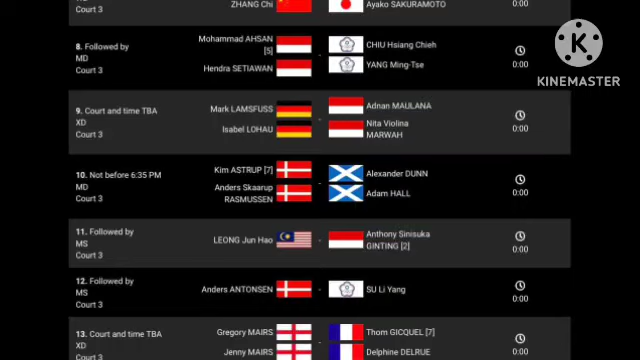 ZHANG Chi
Ayako SAKURAMOTO
Court 3
0:00
8. Followed by
MD
Court 3
Mohammad AHSAN
[5]
Hendra SETIAWAN
-
CHIU Hsiang Chieh
YANG Ming-Tse
0:00
KINEMASTER
9. Court and time TBA
XD
Court 3
Mark LAMSFUSS
Isabel LOHAU
-
Adnan MAULANA
Nita Violina
MARWAH
0:00
10. Not before 6:35 PM
MD
Court 3
Kim ASTRUP [7]
Anders Skaarup
RASMUSSEN
-
Alexander DUNN
Adam HALL
0:00
11. Followed by
MS
Court 3
LEONG Jun Hao
-
Anthony Sinisuka
GINTING [2]
0:00
12. Followed by
MS
Court 3
Anders ANTONSEN
-
SU Li Yang
0:00
13. Court and time TBA
XD
Court 3
Gregory MAIRS
Jenny MAIRS
-
Thom GICQUEL [7]
Delphine DELRUE
0:00